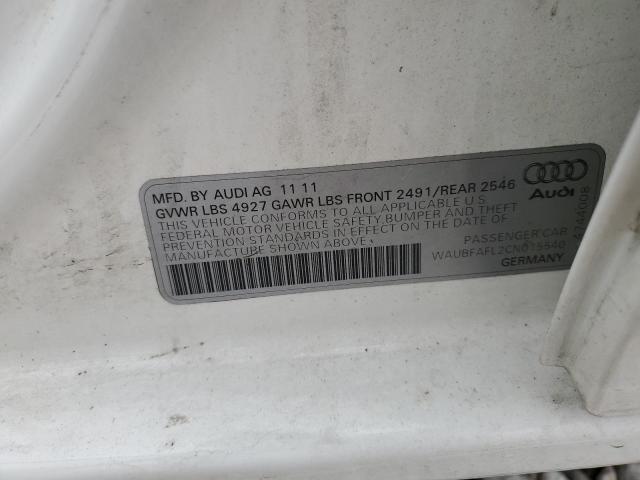 MFD. BY AUDI AG 11 11
GVWR LBS 4927 GAWR LBS FRONT 2491/REAR 2546
THIS VEHICLE CONFORMS TO ALL APPLICABLE U S
FEDERAL MOTOR VEHICLE SAFETY, BUMPER AND THEFT
PREVENTION STANDARDS IN EFFECT ON THE DATE OF
MANUFACTURE SHOWN ABOVE.
Audi
PASSENGER CAR
WAUBFAFL2CN015540
GERMANY